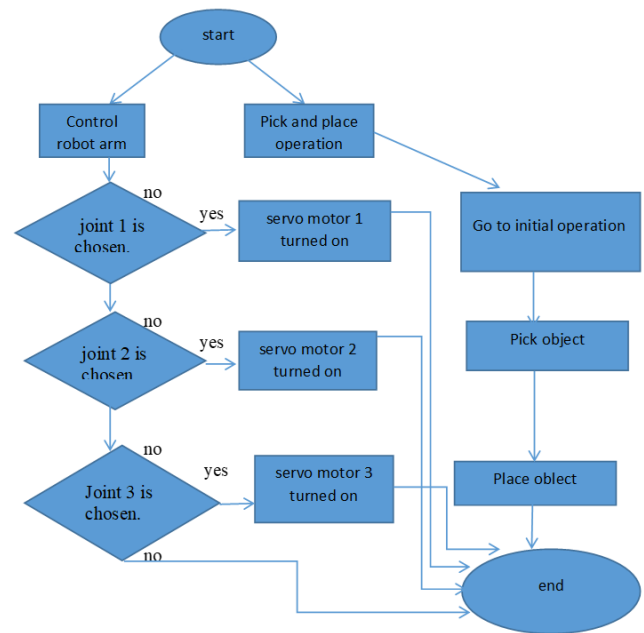 start
Control
robot arm
Pick and place
operation
no
joint 1 is
chosen.
yes
servo motor 1
turned on
Go to initial operation
no
joint 2 is
chosen
yes
servo motor 2
turned on
Pick object
no
Joint 3 is
chosen.
yes
servo motor 3
turned on
Place oblect
no
end